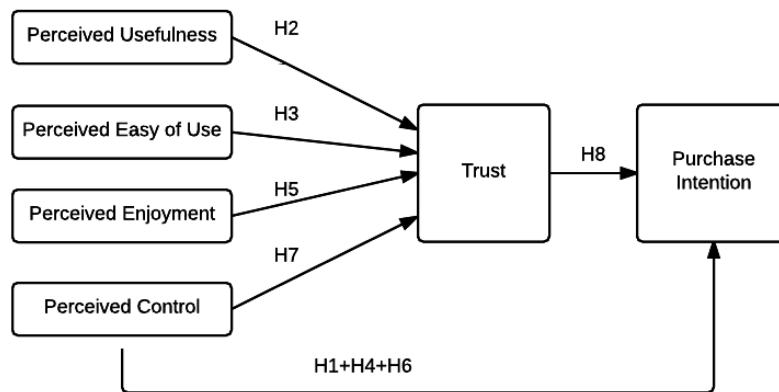 Perceived Usefulness
H2
Perceived Easy of Use
H3
Perceived Enjoyment
H5
Perceived Control
H7
Trust
H8
Purchase
Intention
H1+H4+H6